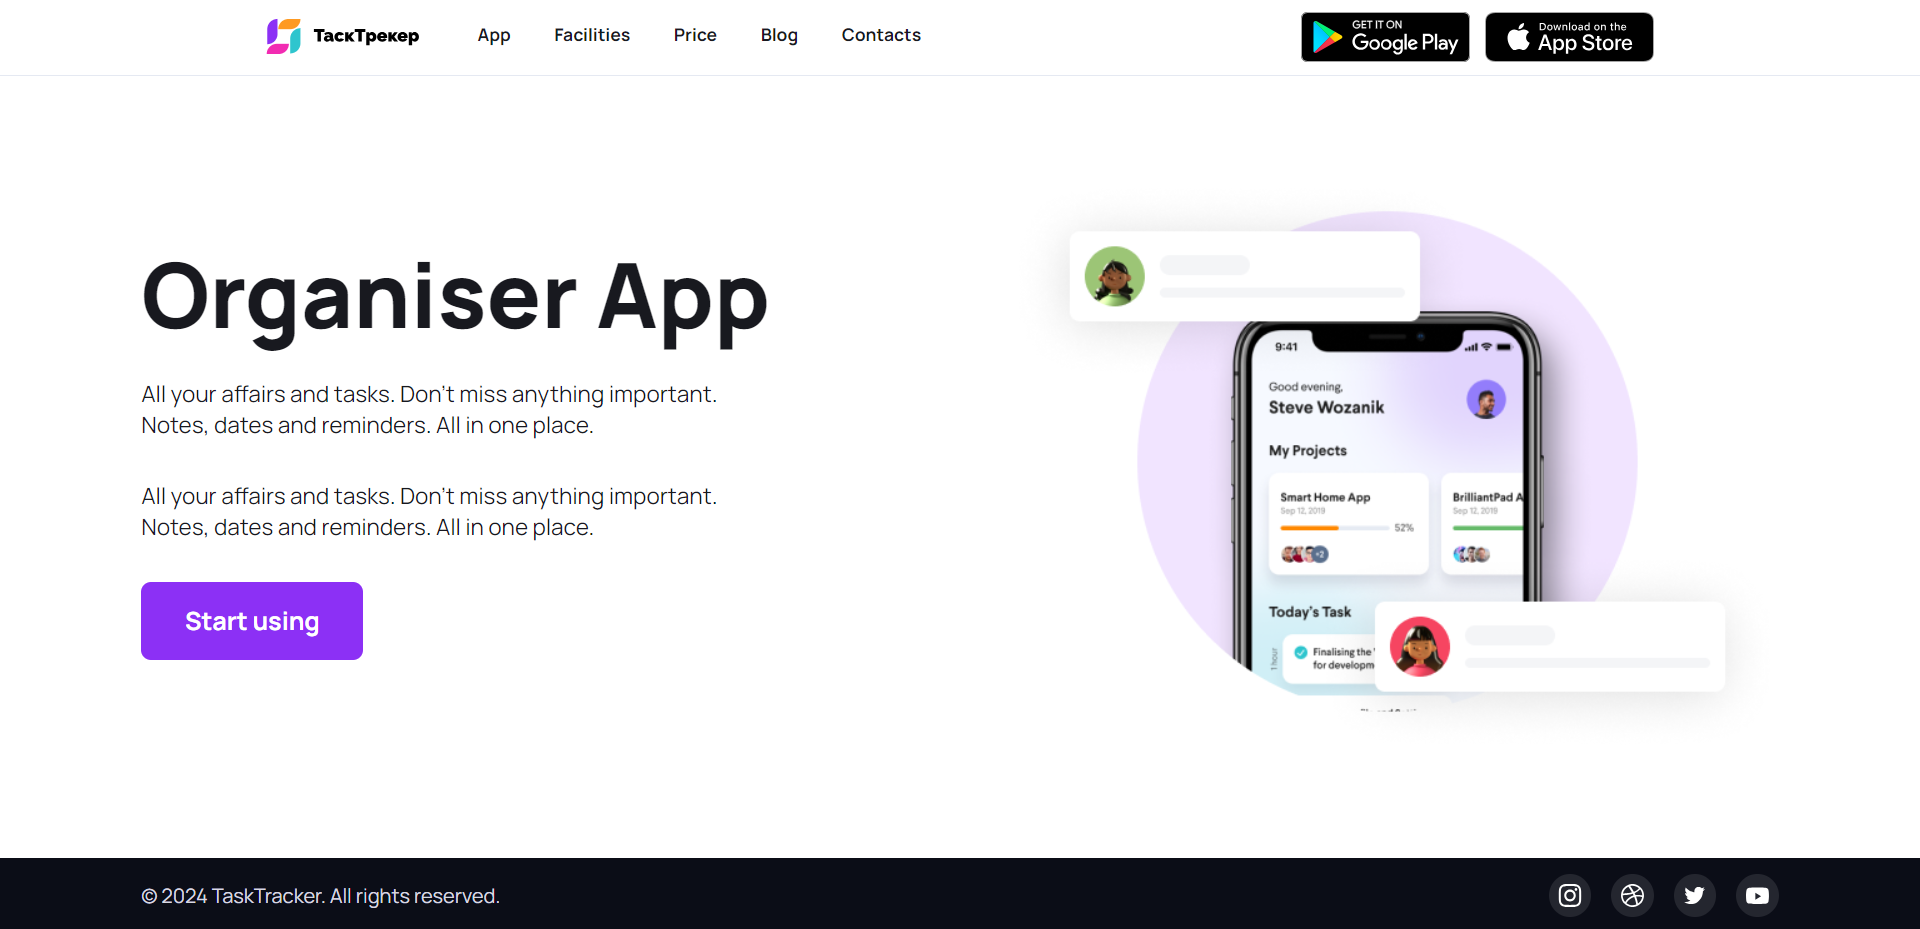 ТаскТрекер
App
Facilities
Price
Blog
Contacts
GET IT ON
Google Play
Download on the
App Store
Organiser App
All your affairs and tasks. Don't miss anything important.
Notes, dates and reminders. All in one place.
All your affairs and tasks. Don't miss anything important.
Notes, dates and reminders. All in one place.
Start using
9:41
Good evening,
Steve Wozanik
My Projects
Smart Home App
Sep 12, 2019
52%
+2
BrilliantPad A
Sep 12, 2019
Today's Task
1 hour
Finalising the
for developm
© 2024 TaskTracker. All rights reserved.